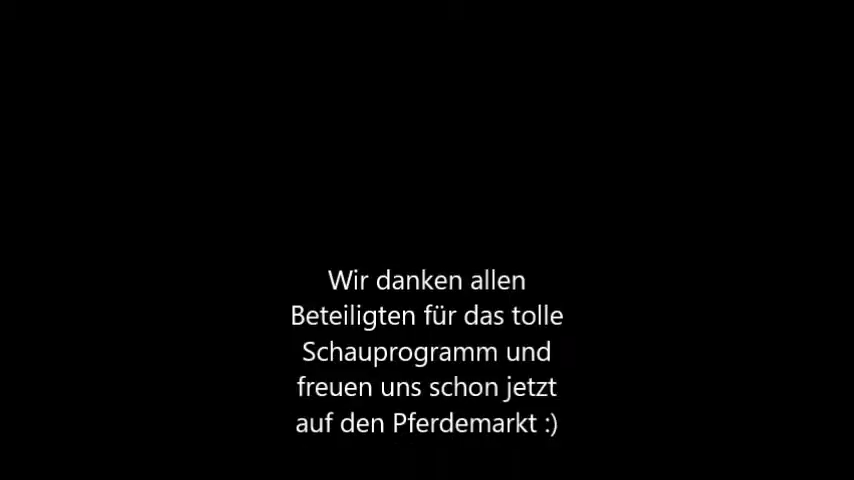 Wir danken allen
Beteiligten für das tolle
Schauprogramm und
freuen uns schon jetzt
auf den Pferdemarkt :)